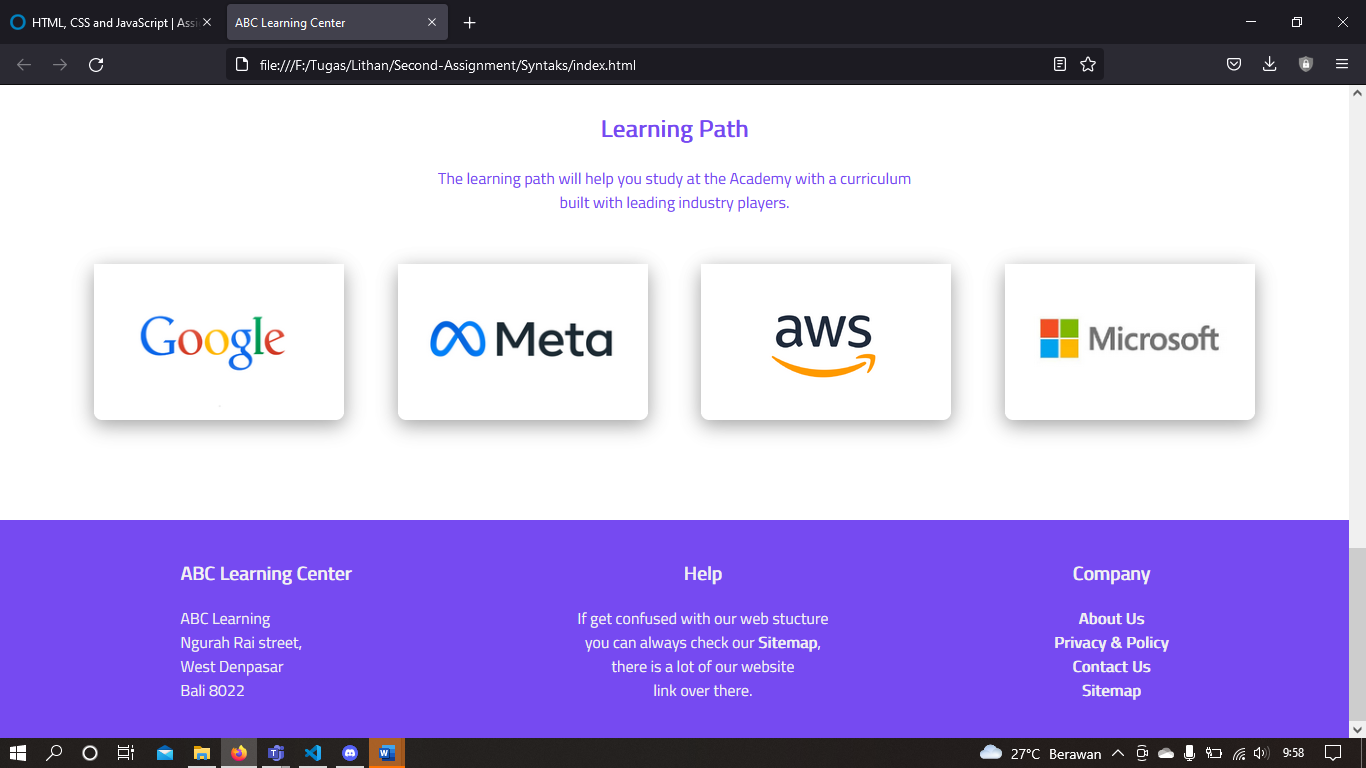 HTML, CSS and JavaScript | Assi
ABC Learning Center
file:///F:/Tugas/Lithan/Second-Assignment/Syntaks/index.html
Learning Path
The learning path will help you study at the Academy with a curriculum
built with leading industry players.
Google
Meta
aws
Microsoft
ABC Learning Center
ABC Learning
Ngurah Rai street,
West Denpasar
Bali 8022
Help
If get confused with our web stucture
you can always check our Sitemap,
there is a lot of our website
link over there.
Company
About Us
Privacy & Policy
Contact Us
Sitemap
27°C Berawan
9:58